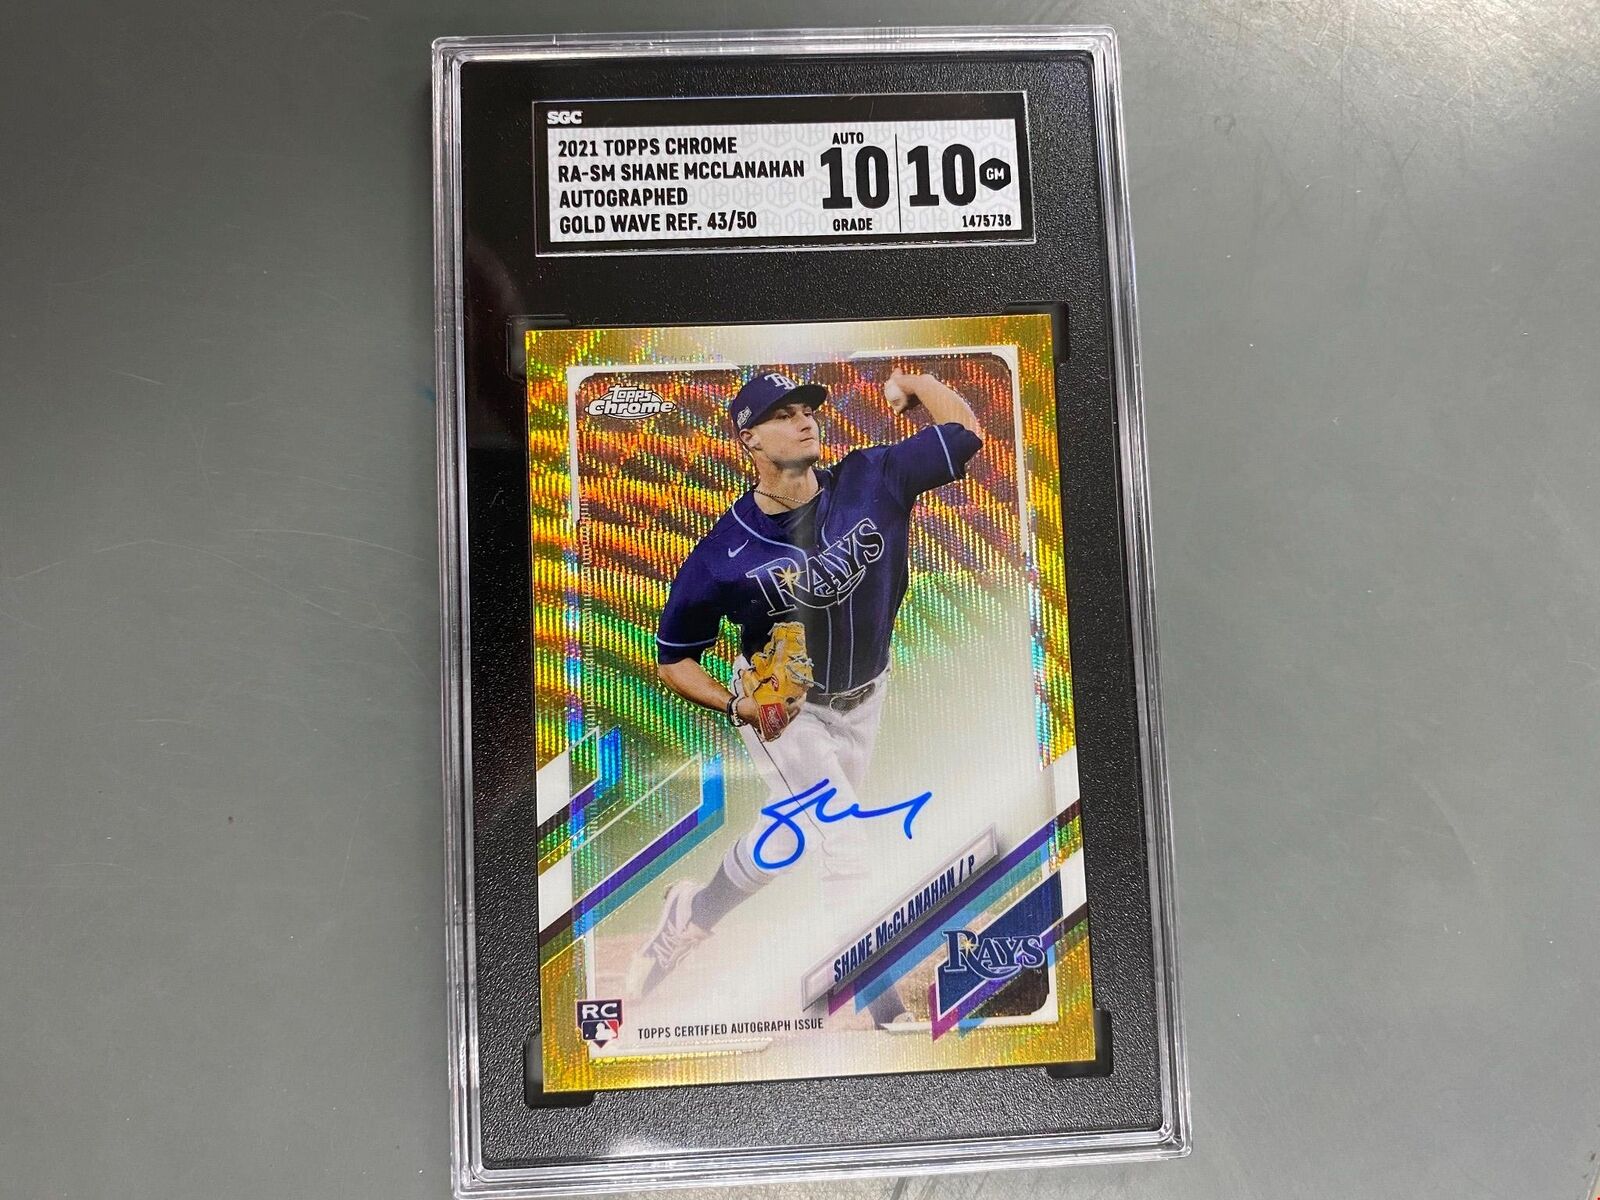 SGC
2021 TOPPS CHROME
RA-SM SHANE MCCLANAHAN
AUTOGRAPHED
GOLD WAVE REF. 43/50
AUTO
10
GRADE
10
GM
1475738
Topps
Chrome
TB
RAYS
SHANE McCLANAHAN / P
RAYS
RC
TOPPS CERTIFIED AUTOGRAPH ISSUE